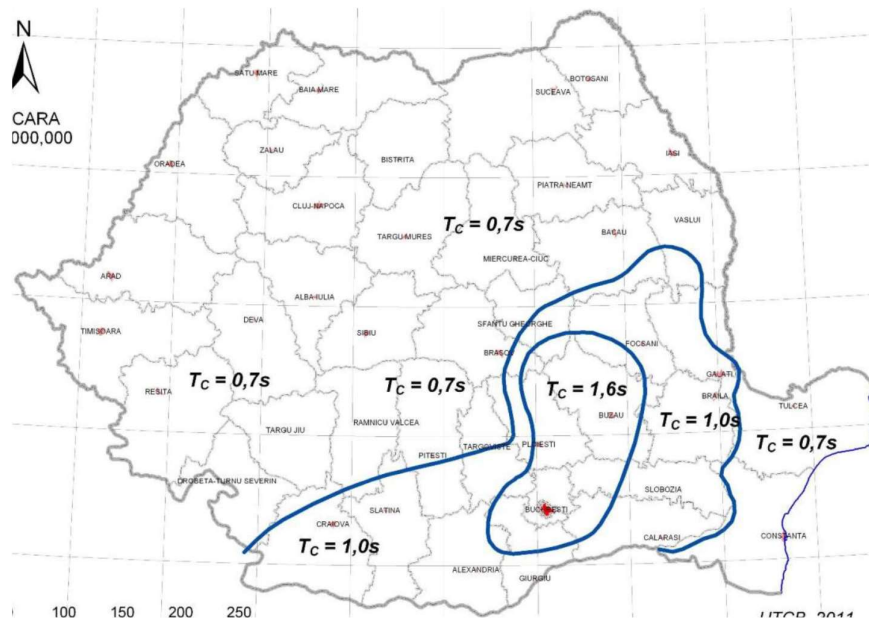 N
CARA
000,000
SATU MARE
BAIA MARE
BOTOSANI
SUCEAVA
ORADEA
ZALAU
BISTRITA
IASI
PIATRA NEAMT
CLUJ-NAPOCA
TC = 0,7s
VASLUI
TARGU MURES
BACAU
MIERCUREA-CIUC
ARAD
ALBA IULIA
DEVA
TIMISOARA
SIBIU
SFANTU GHEORGHE
FOCSANI
BRASOV
GALATI
TC = 0,7s
TC = 0,7s
TC = 1,6s
RESITA
BRAILA
TULCEA
RAMNICU VALCEA
BUZAU
TC = 1,0s
TARGU JIU
TARGOVISTE
PLOIESTI
TC = 0,7s
PITESTI
DROBETA-TURNU SEVERIN
SLOBOZIA
SLATINA
BUCURESTI
CRAIOVA
CALARASI
CONSTANTA
TC = 1,0s
ALEXANDRIA
GIURGIU
100 150 200 250
UTCB 2011